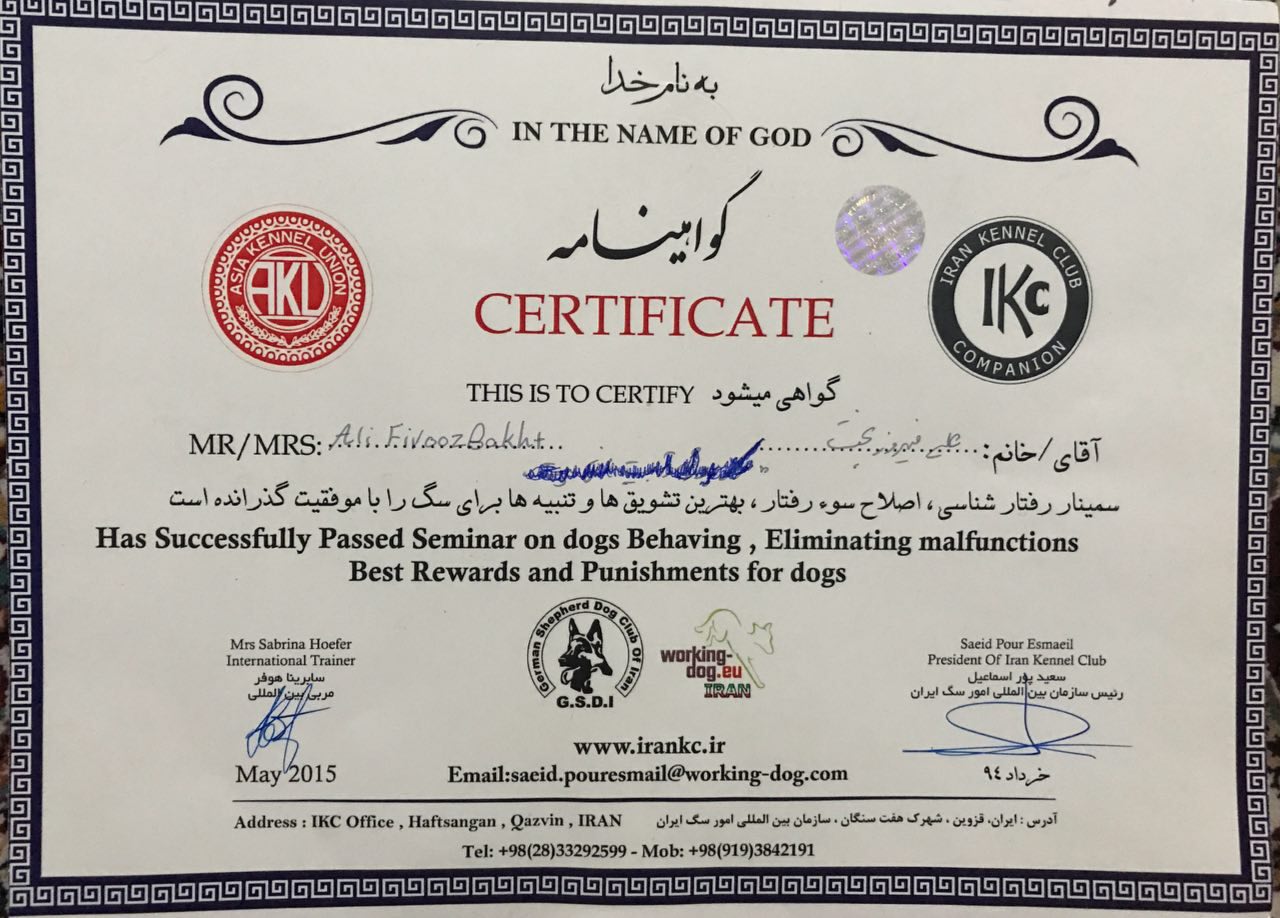 به نام خدا
IN THE NAME OF GOD
گواهینامه
ASIA KENNEL UNION
AKU
IRAN KENNEL CLUB
IKC
COMPANION
CERTIFICATE
THIS IS TO CERTIFY گواهی میشود
MR/MRS: Ali FiroozBakht
آقای/خانم: علی فیروز بخت
سمینار رفتار شناسی، اصلاح سوء رفتار، بهترین تشویق ها و تنبیه ها برای سگ را با موفقیت گذرانده است
Has Successfully Passed Seminar on dogs Behaving , Eliminating malfunctions
Best Rewards and Punishments for dogs
Mrs Sabrina Hoefer
International Trainer
سابرینا هوفر
مربی بین المللی
May 2015
German Shepherd Dog Club Of Iran
G.S.D.I
working-
dog.eu
IRAN
Saeid Pour Esmaeil
President Of Iran Kennel Club
سعید پور اسماعیل
رئیس سازمان بین المللی امور سگ ایران
خرداد ۹٤
www.irankc.ir
Email:saeid.pouresmail@working-dog.com
Address : IKC Office , Haftsangan , Qazvin , IRAN
آدرس : ایران، قزوین ، شهرک هفت سنگان ، سازمان بین المللی امور سگ ایران
Tel: +98(28)33292599 - Mob: +98(919)3842191